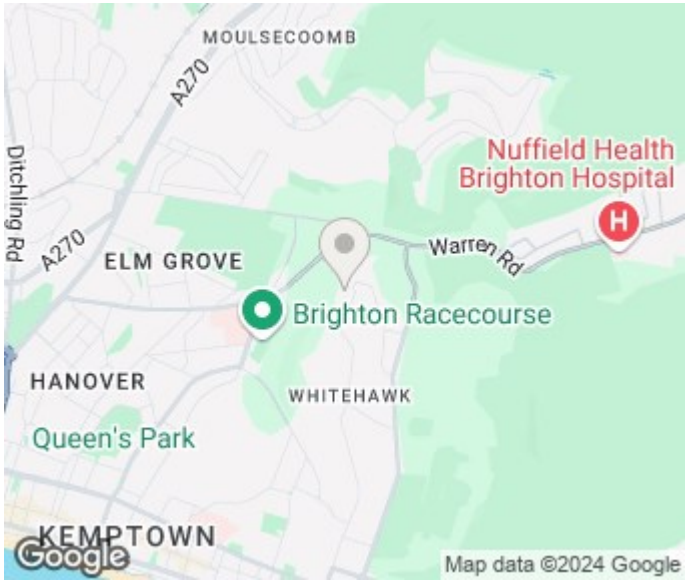 MOULSECOOMB
A270
Ditchling Rd
Nuffield Health
Brighton Hospital
H
A270
Warren Rd
ELM GROVE
Brighton Racecourse
HANOVER
WHITEHAWK
Queen's Park
KEMPTOWN
Google
Map data ©2024 Google